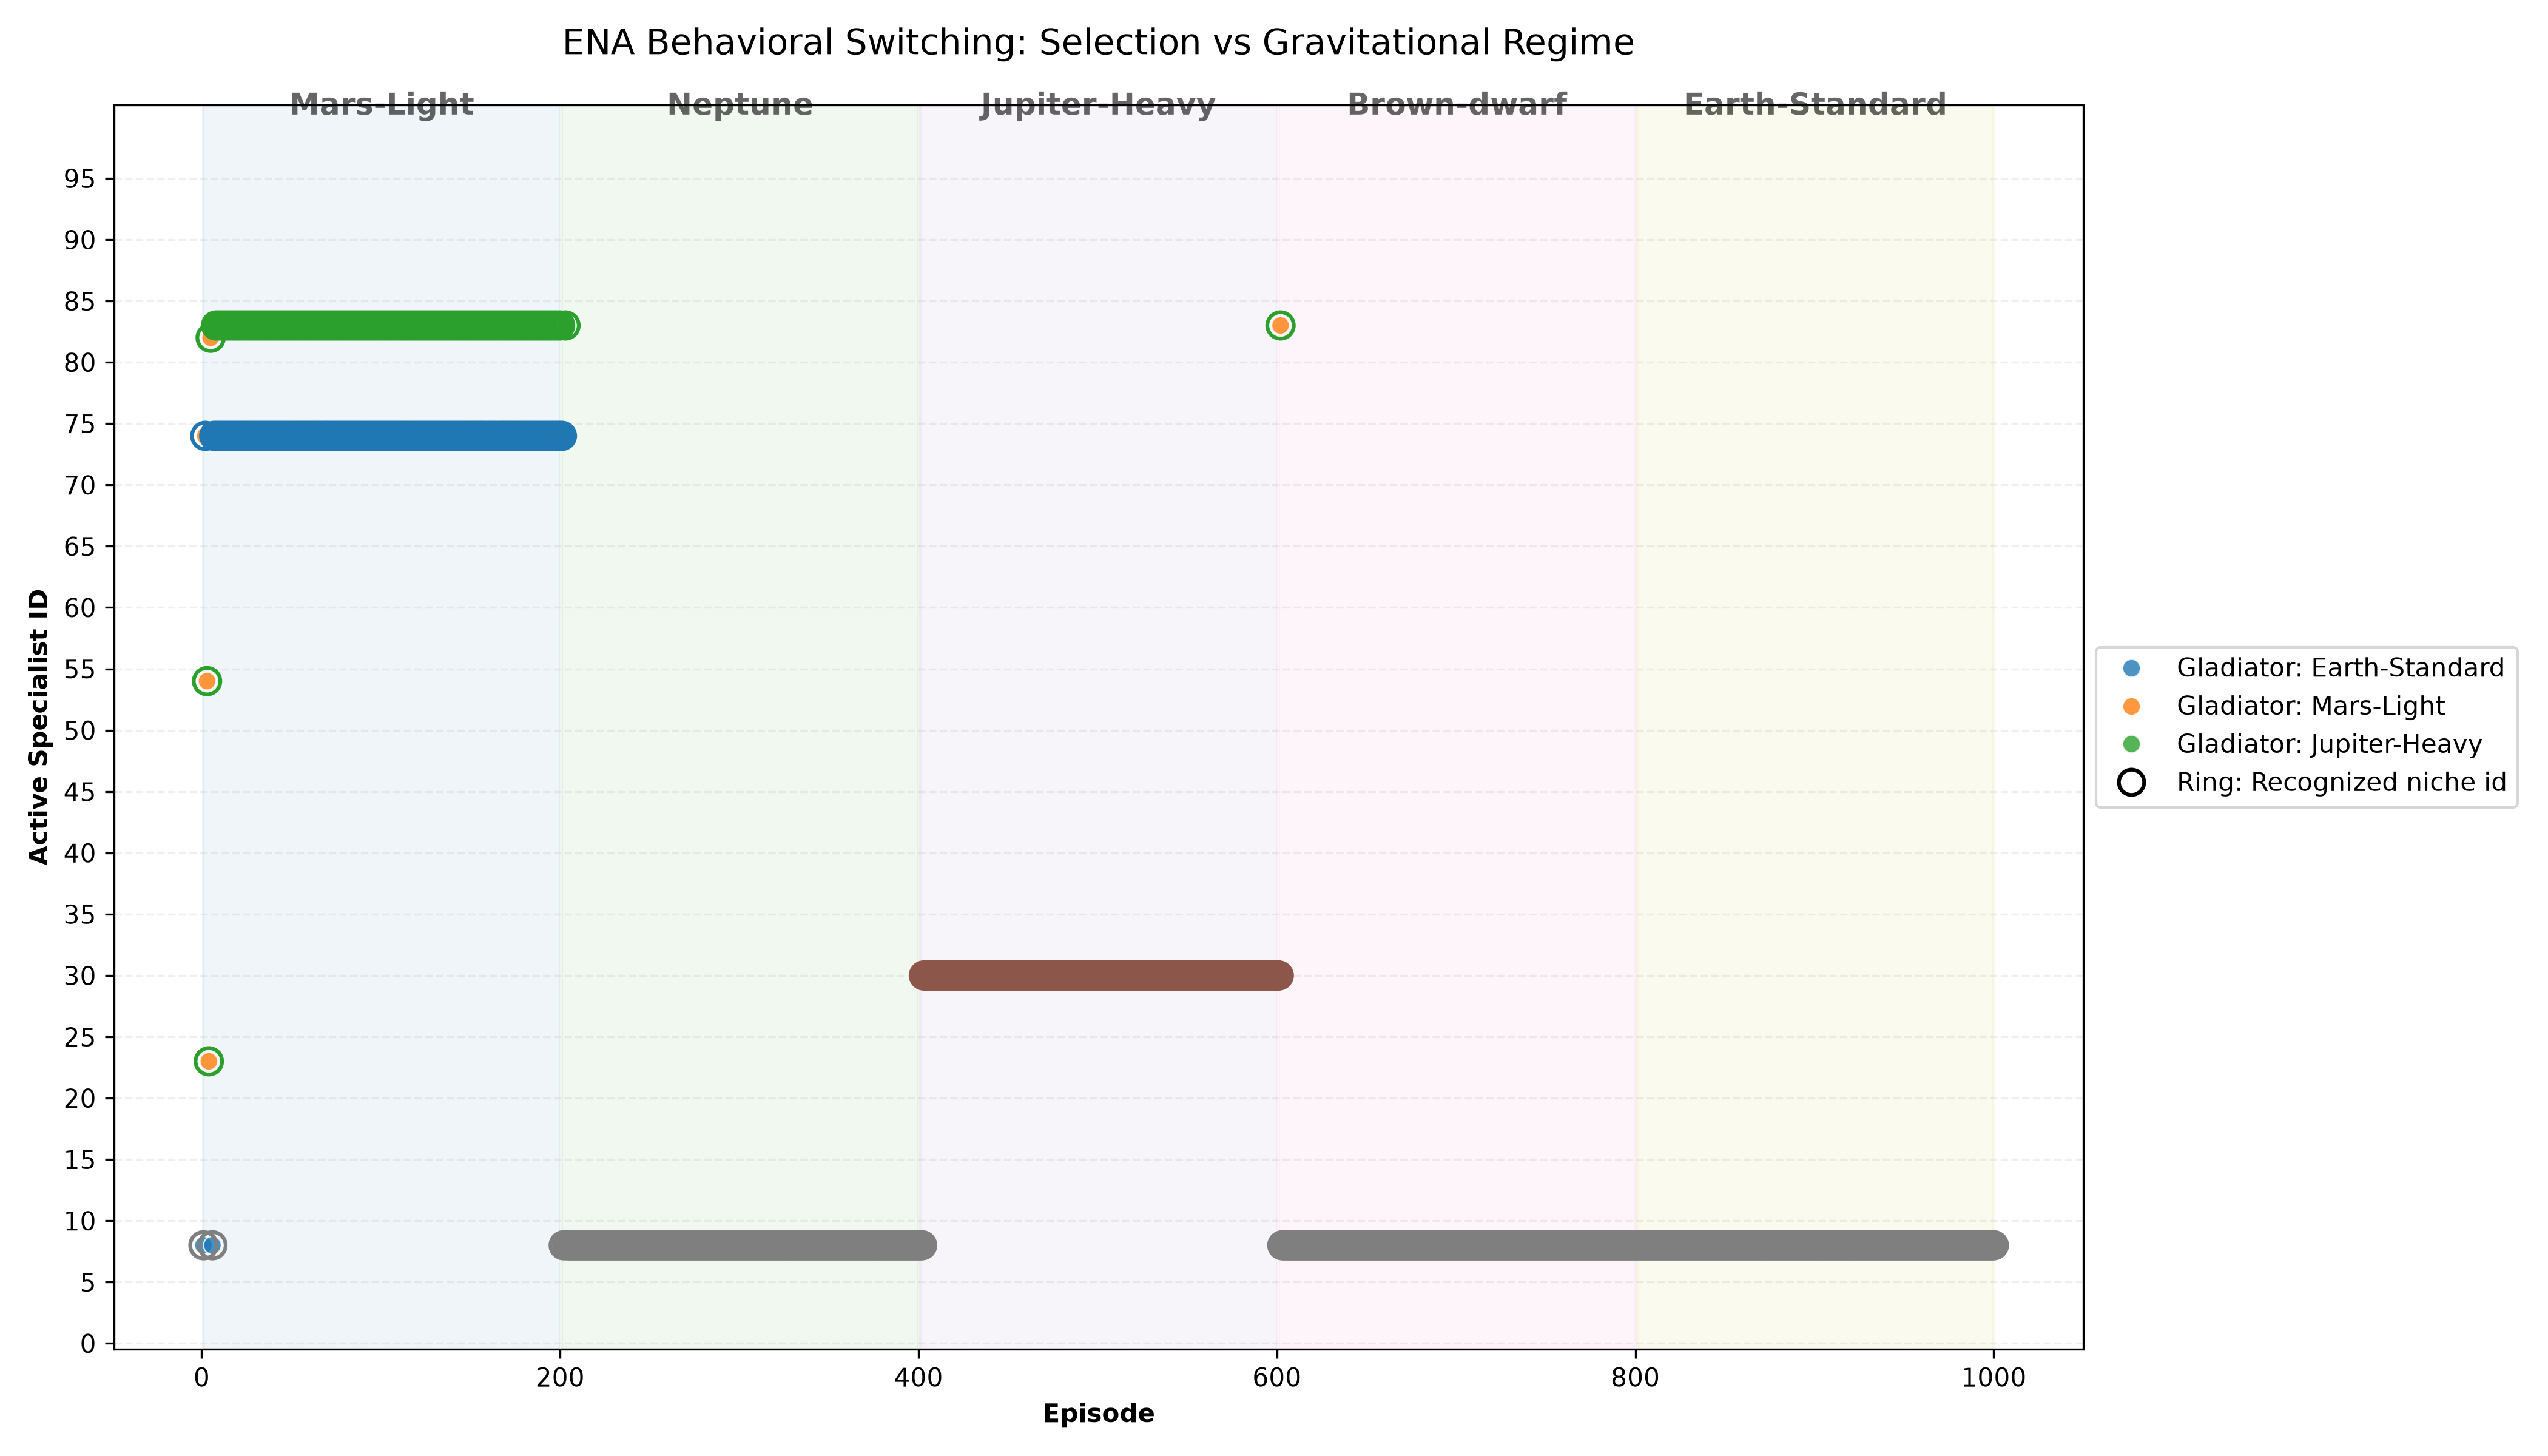 ENA Behavioral Switching: Selection vs Gravitational Regime
Mars-Light Neptune Jupiter-Heavy Brown-dwarf Earth-Standard
95
90
85
80
75
70
65
60
55
50
45
40
35
30
25
20
15
10
5
0
Active Specialist ID
0 200 400 600 800 1000
Episode
Gladiator: Earth-Standard
Gladiator: Mars-Light
Gladiator: Jupiter-Heavy
Ring: Recognized niche id